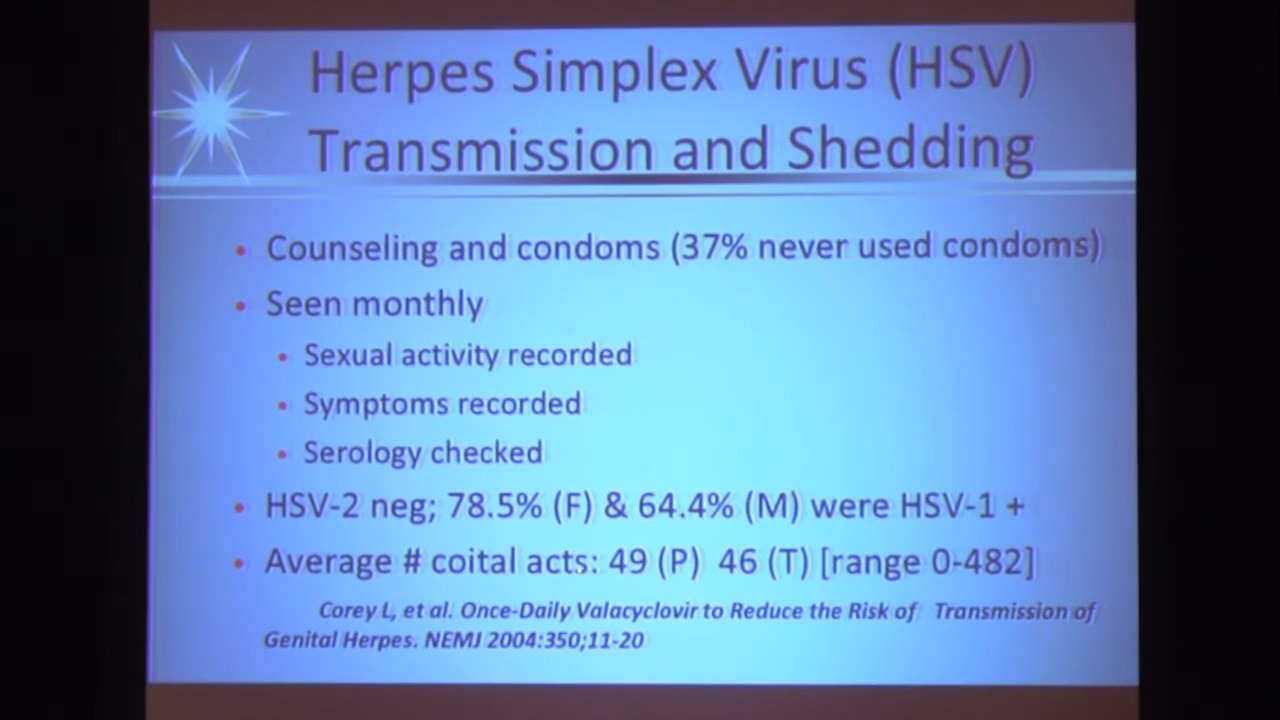 Herpes Simplex Virus (HSV)
Transmission and Shedding
• Counseling and condoms (37% never used condoms)
• Seen monthly
• Sexual activity recorded
• Symptoms recorded
• Serology checked
• HSV-2 neg; 78.5% (F) & 64.4% (M) were HSV-1 +
• Average # coital acts: 49 (P) 46 (T) [range 0-482]
Corey L, et al. Once-Daily Valacyclovir to Reduce the Risk of Transmission of
Genital Herpes. NEMJ 2004:350;11-20